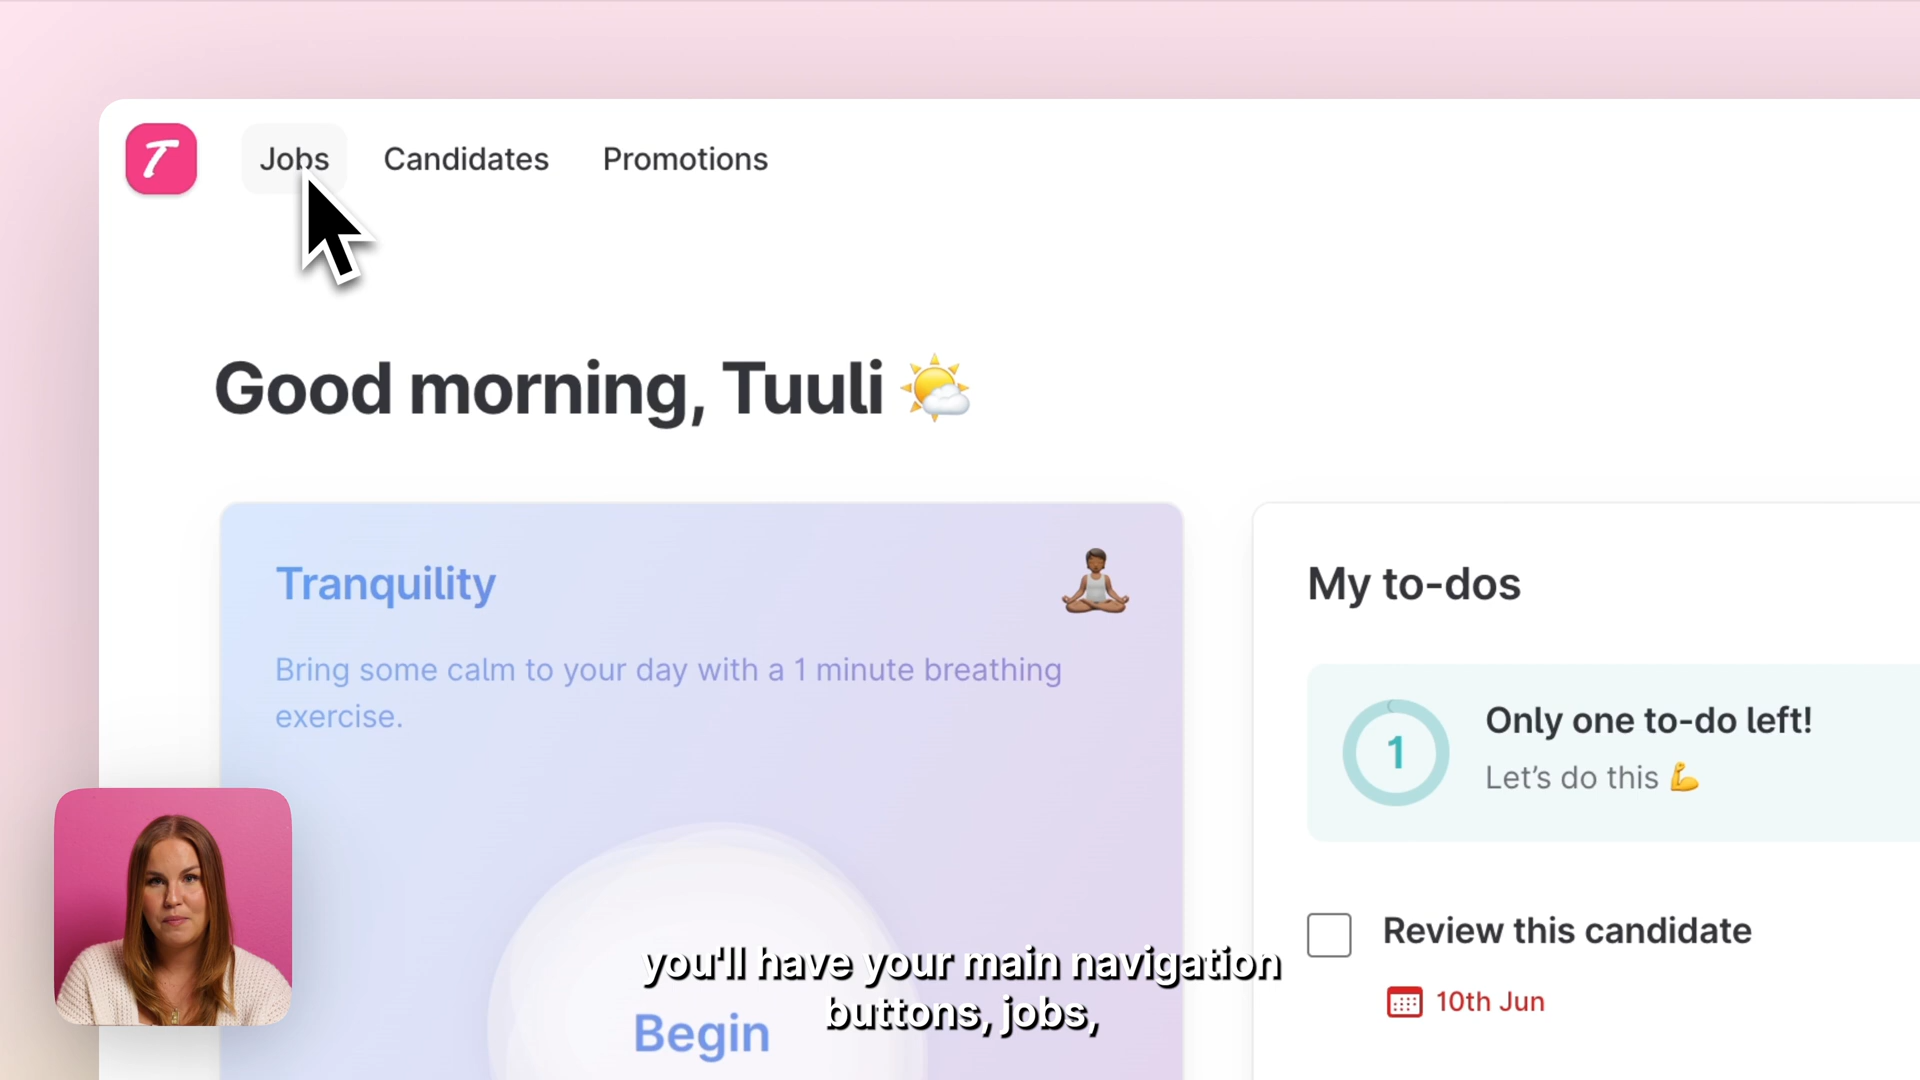 T
Jobs
Candidates
Promotions
Good morning, Tuuli
Tranquility
Bring some calm to your day with a 1 minute breathing
exercise.
Begin
My to-dos
1
Only one to-do left!
Let’s do this
Review this candidate
10th Jun
you'll have your main navigation
buttons, jobs,